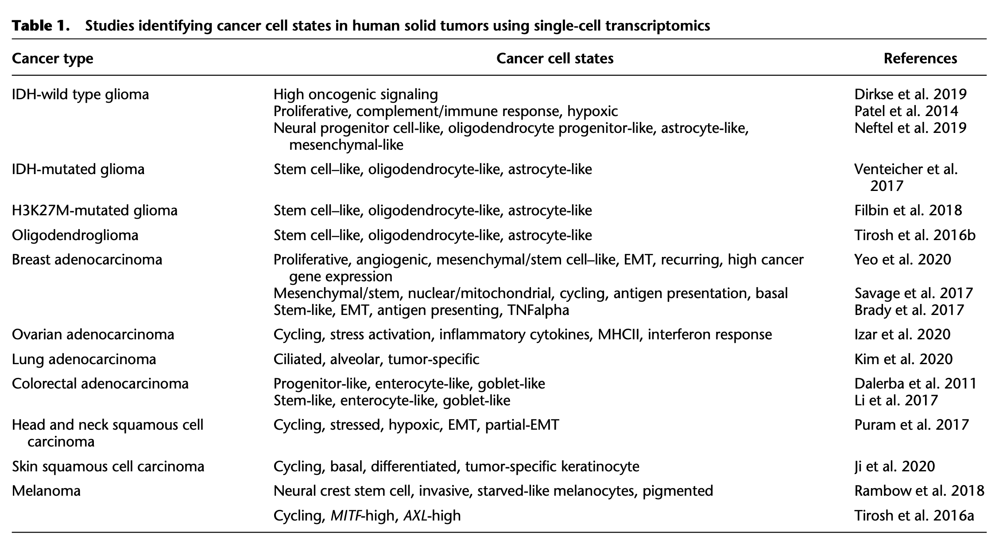 Table 1. Studies identifying cancer cell states in human solid tumors using single-cell transcriptomics
Cancer type Cancer cell states References
IDH-wild type glioma High oncogenic signaling Dirkse et al. 2019
Proliferative, complement/immune response, hypoxic Patel et al. 2014
Neural progenitor cell-like, oligodendrocyte progenitor-like, astrocyte-like, Neftel et al. 2019
mesenchymal-like
IDH-mutated glioma Stem cell–like, oligodendrocyte-like, astrocyte-like Venteicher et al.
2017
H3K27M-mutated glioma Stem cell–like, oligodendrocyte-like, astrocyte-like Filbin et al. 2018
Oligodendroglioma Stem cell–like, oligodendrocyte-like, astrocyte-like Tirosh et al. 2016b
Breast adenocarcinoma Proliferative, angiogenic, mesenchymal/stem cell–like, EMT, recurring, high cancer Yeo et al. 2020
gene expression
Mesenchymal/stem, nuclear/mitochondrial, cycling, antigen presentation, basal Savage et al. 2017
Stem-like, EMT, antigen presenting, TNFalpha Brady et al. 2017
Ovarian adenocarcinoma Cycling, stress activation, inflammatory cytokines, MHCII, interferon response Izar et al. 2020
Lung adenocarcinoma Ciliated, alveolar, tumor-specific Kim et al. 2020
Colorectal adenocarcinoma Progenitor-like, enterocyte-like, goblet-like Dalerba et al. 2011
Stem-like, enterocyte-like, goblet-like Li et al. 2017
Head and neck squamous cell Cycling, stressed, hypoxic, EMT, partial-EMT Puram et al. 2017
carcinoma
Skin squamous cell carcinoma Cycling, basal, differentiated, tumor-specific keratinocyte Ji et al. 2020
Melanoma Neural crest stem cell, invasive, starved-like melanocytes, pigmented Rambow et al. 2018
Cycling, MITF-high, AXL-high Tirosh et al. 2016a